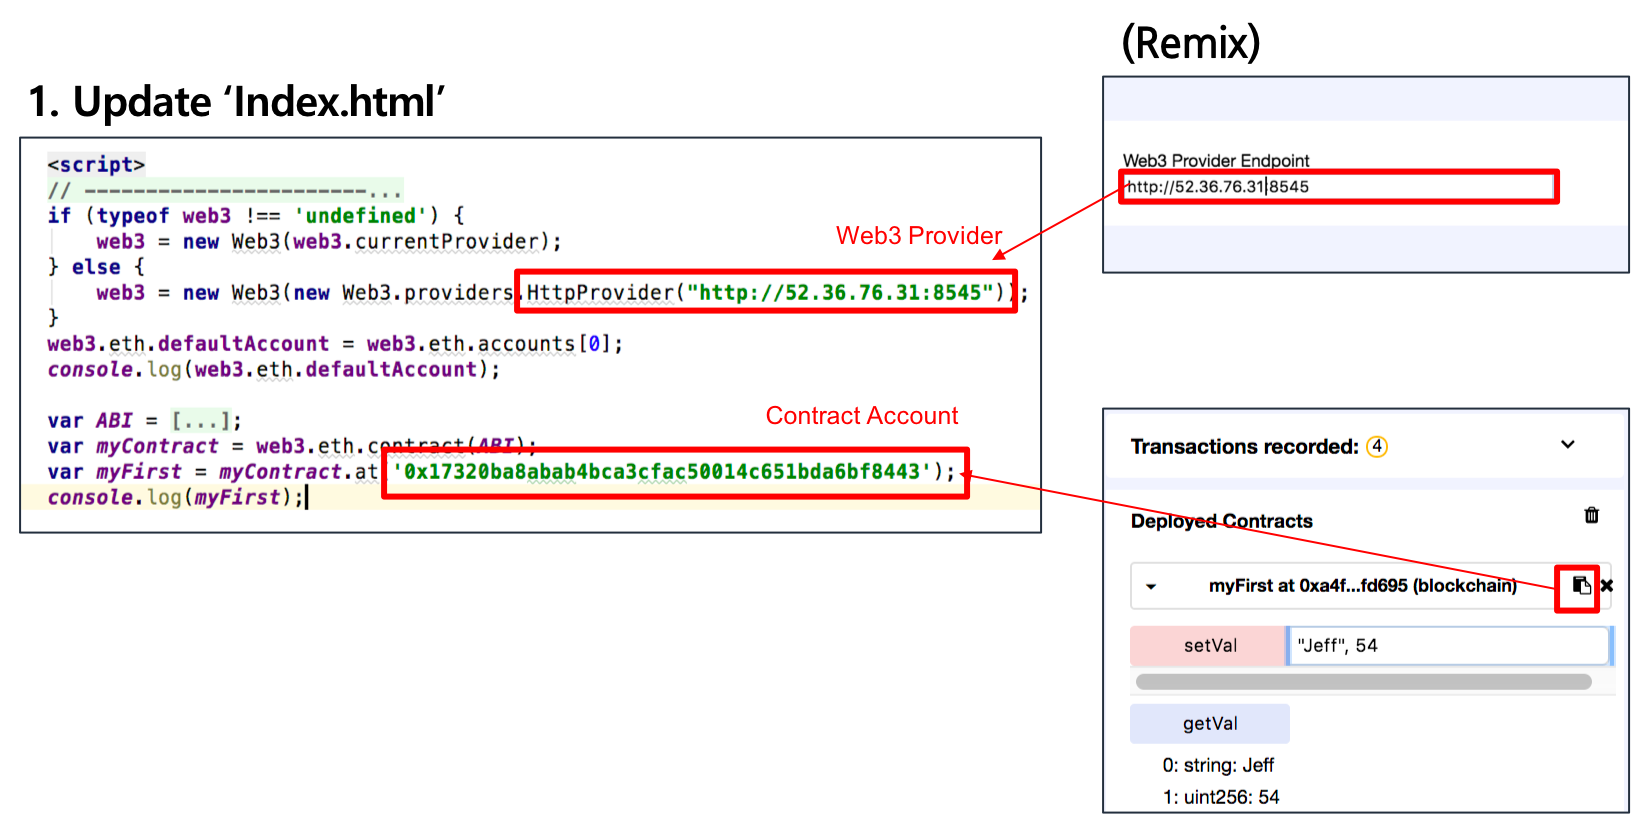 (Remix)
1. Update ‘Index.html’
<script>
// -----------------------...
if (typeof web3 !== 'undefined') {
web3 = new Web3(web3.currentProvider);
} else {
web3 = new Web3(new Web3.providers.HttpProvider("http://52.36.76.31:8545"));
}
web3.eth.defaultAccount = web3.eth.accounts[0];
console.log(web3.eth.defaultAccount);
var ABI = [...];
var myContract = web3.eth.contract(ABI);
var myFirst = myContract.at('0x17320ba8abab4bca3cfac50014c651bda6bf8443');
console.log(myFirst);
Web3 Provider
Contract Account
Web3 Provider Endpoint
http://52.36.76.31:8545
Transactions recorded: 4
Deployed Contracts
myFirst at 0xa4f...fd695 (blockchain)
setVal "Jeff", 54
getVal
0: string: Jeff
1: uint256: 54